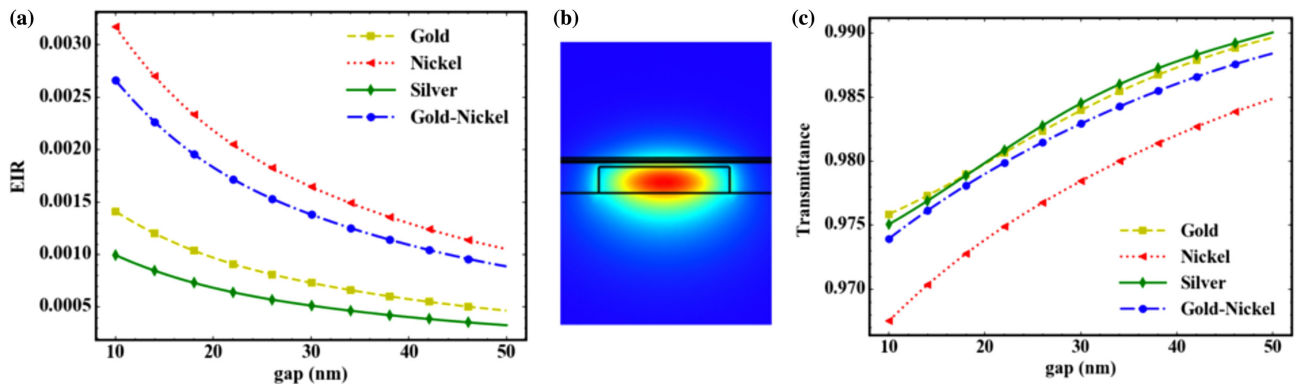 (a)
0.0030
0.0025
0.0020
0.0015
0.0010
0.0005
EIR
10 20 30 40 50
gap (nm)
Gold
Nickel
Silver
Gold-Nickel
(b)
(c)
0.990
0.985
0.980
0.975
0.970
Transmittance
10 20 30 40 50
gap (nm)
Gold
Nickel
Silver
Gold-Nickel